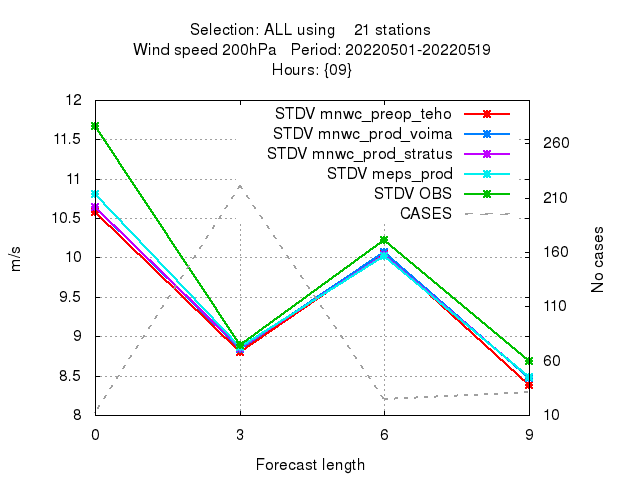 Selection: ALL using    21 stations
Wind speed 200hPa   Period: 20220501-20220519
Hours: {09}
STDV mnwc_preop_teho
STDV mnwc_prod_voima
STDV mnwc_prod_stratus
STDV meps_prod
STDV OBS
CASES
12
11.5
11
10.5
10
9.5
9
8.5
8
m/s
260
210
160
110
60
10
No cases
0 3 6 9
Forecast length